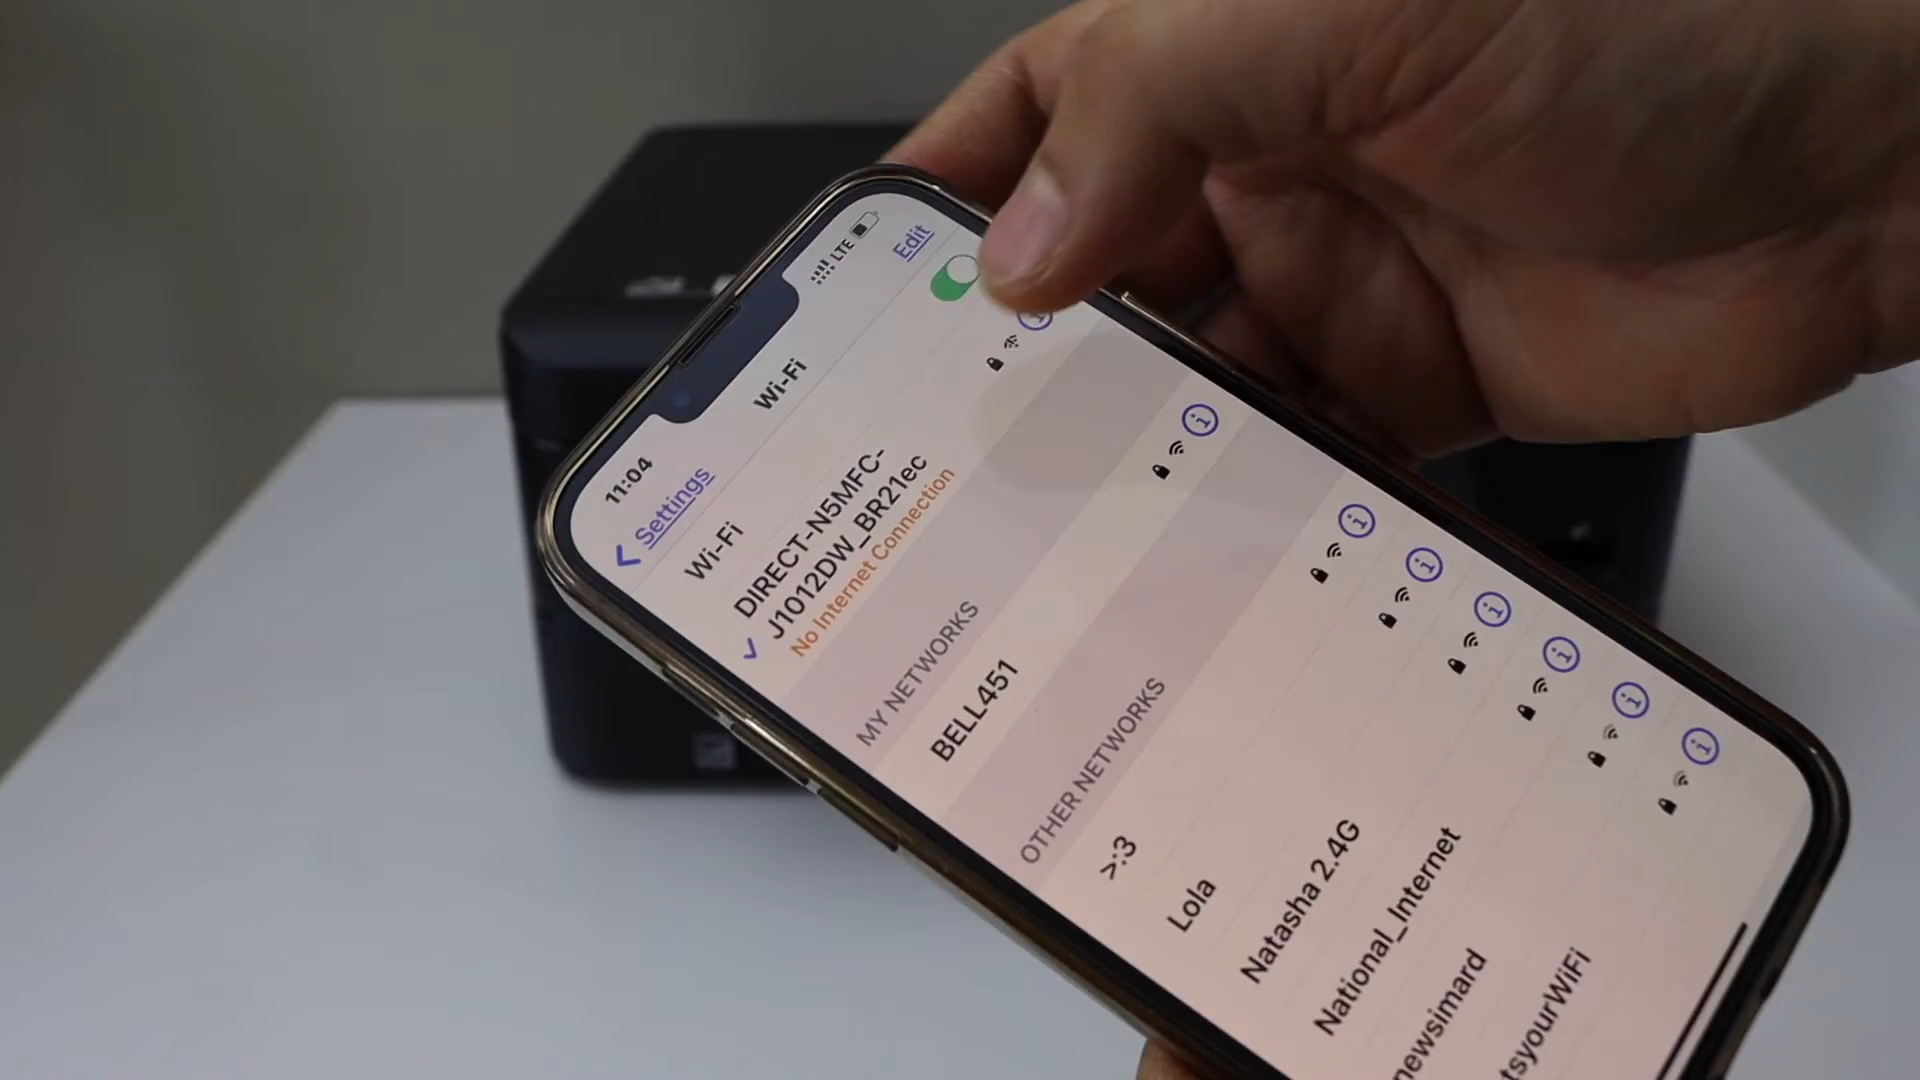 11:04
LTE
Settings
Wi-Fi
Edit
Wi-Fi
DIRECT-N5MFC-
J1012DW_BR21ec
No Internet Connection
MY NETWORKS
BELL451
OTHER NETWORKS
>:3
Lola
Natasha 2.4G
National_Internet
newsimard
tsyourWiFi